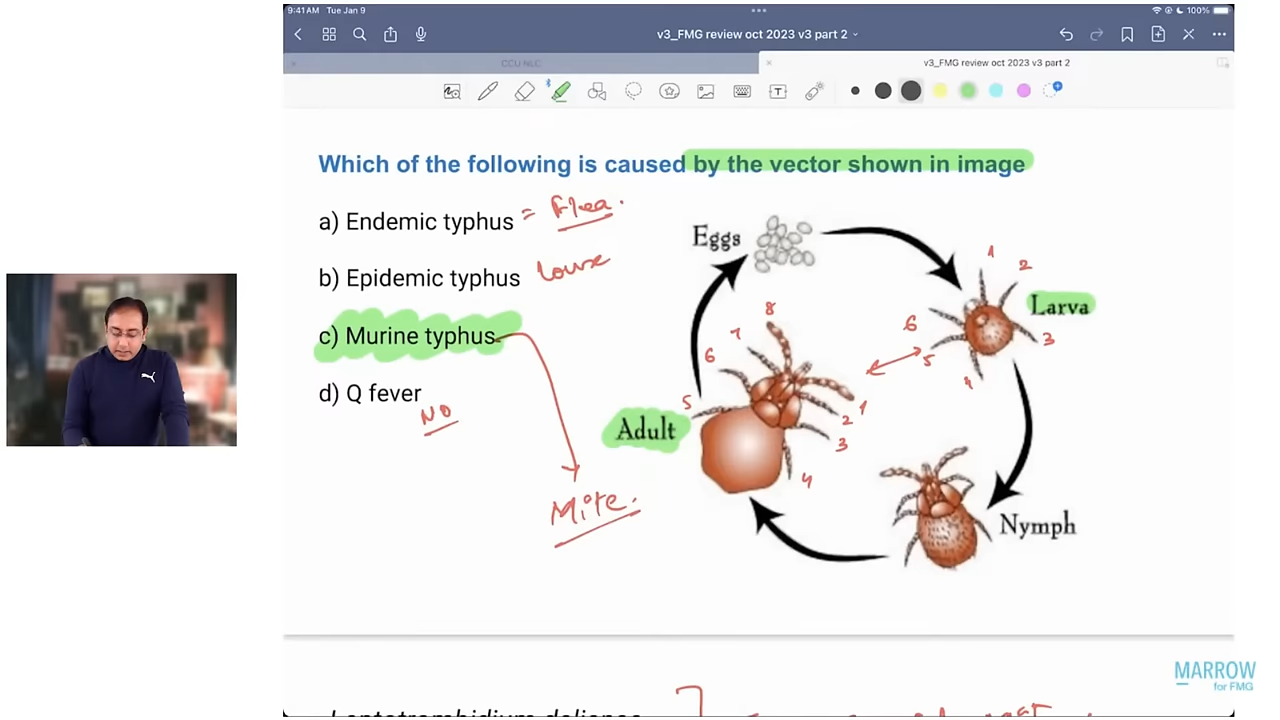 9:41 AM Tue Jan 9
100%
v3_FMG review oct 2023 v3 part 2
CCU NLC
v3_FMG review oct 2023 v3 part 2
Which of the following is caused by the vector shown in image
a) Endemic typhus = Flea.
b) Epidemic typhus Louse
c) Murine typhus
d) Q fever
NO
Mite.
Eggs
1 2
Larva
3
4
5
6
8
7
6
5
Adult
1
2
3
4
Nymph
MARROW
for FMG